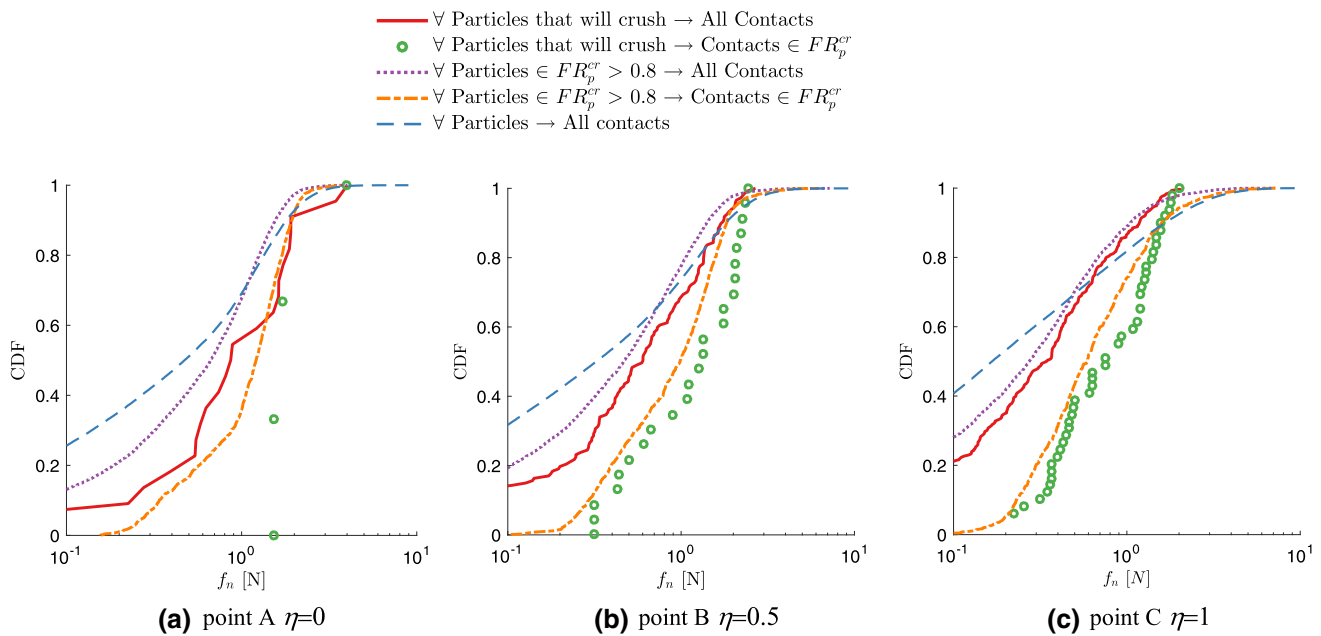 ∀ Particles that will crush → All Contacts
∀ Particles that will crush → Contacts ∈ FR_p^{cr}
∀ Particles ∈ FR_p^{cr} > 0.8 → All Contacts
∀ Particles ∈ FR_p^{cr} > 0.8 → Contacts ∈ FR_p^{cr}
∀ Particles → All contacts
CDF
1
0.8
0.6
0.4
0.2
0
10^{-1}
10^{0}
10^{1}
f_n [N]
(a) point A η=0
CDF
1
0.8
0.6
0.4
0.2
0
10^{-1}
10^{0}
10^{1}
f_n [N]
(b) point B η=0.5
CDF
1
0.8
0.6
0.4
0.2
0
10^{-1}
10^{0}
10^{1}
f_n [N]
(c) point C η=1